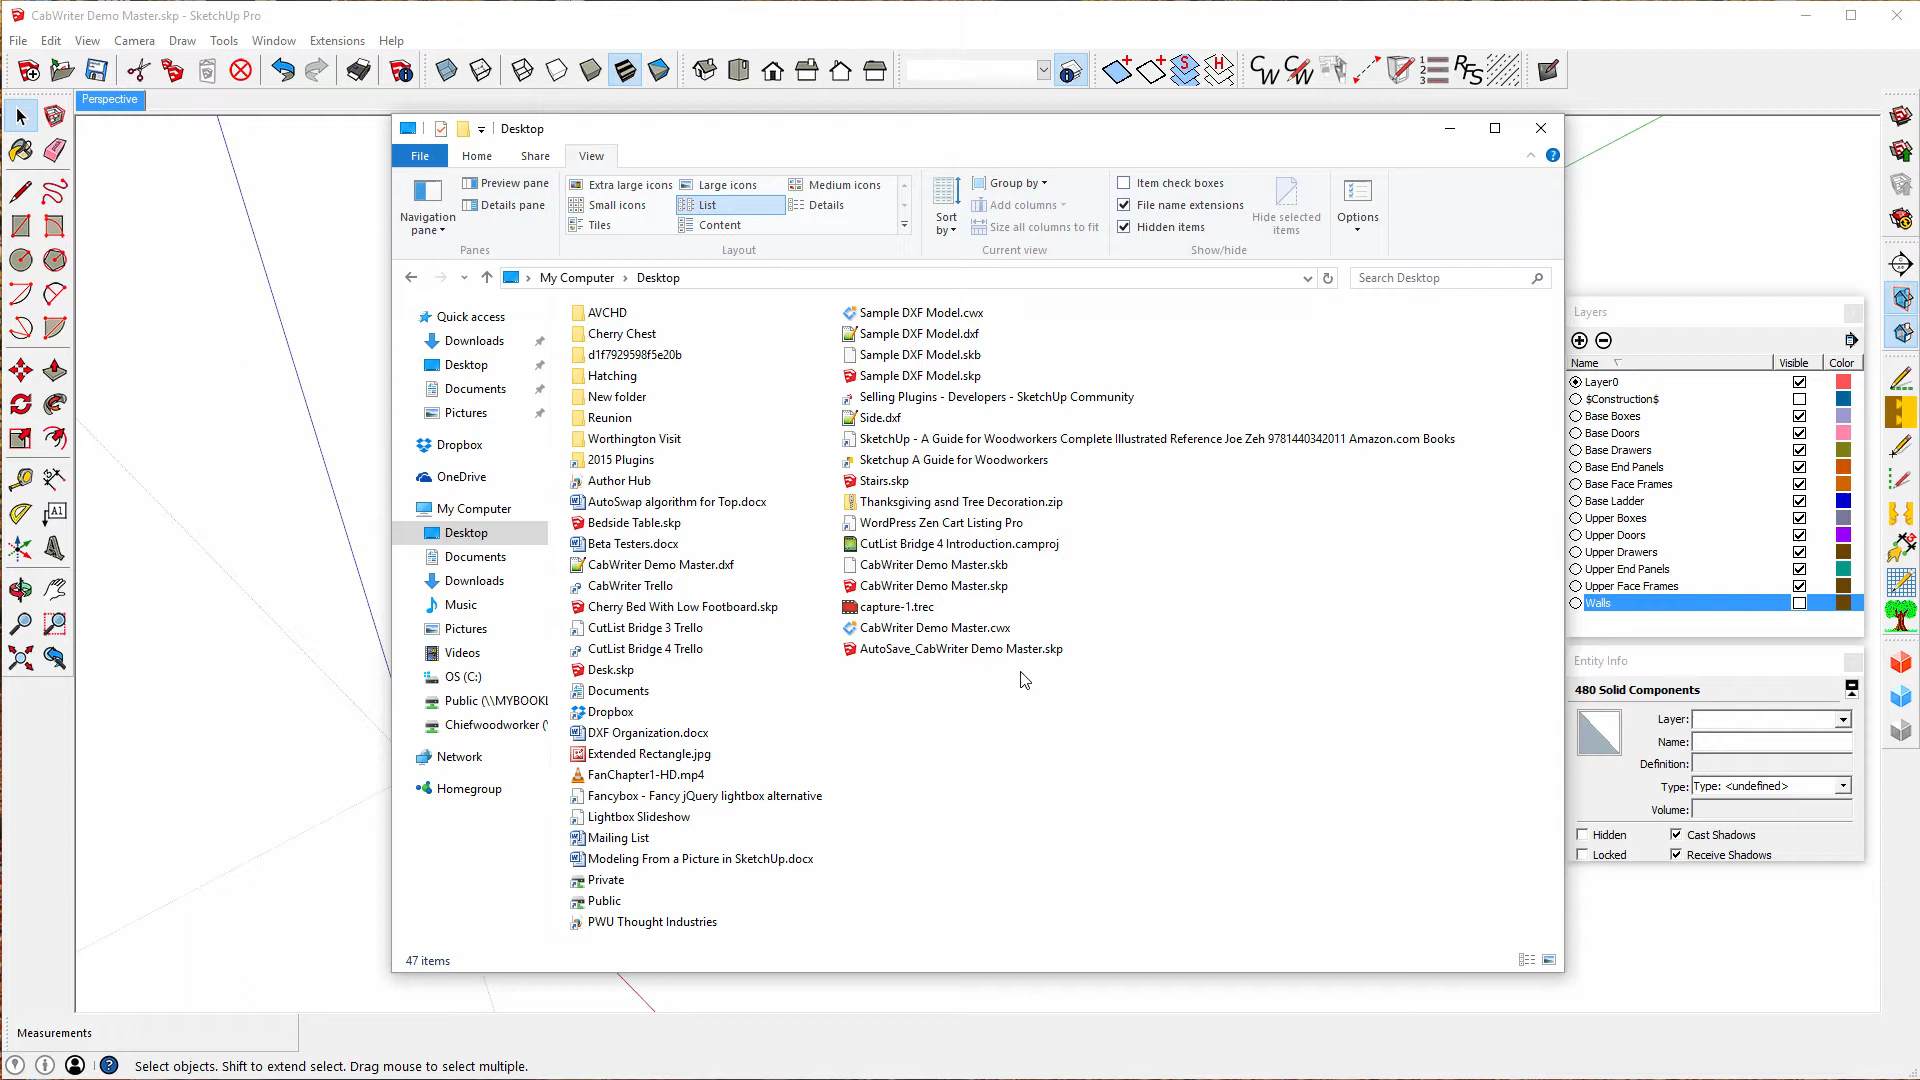 CabWriter Demo Master.skp - SketchUp Pro
File Edit View Camera Draw Tools Window Extensions Help
Perspective
Desktop
File Home Share View
Navigation pane
Preview pane
Details pane
Panes
Extra large icons Large icons Medium icons
Small icons List Details
Tiles Content
Layout
Sort by
Group by
Add columns
Size all columns to fit
Current view
Item check boxes
File name extensions
Hidden items
Hide selected items
Show/hide
Options
My Computer Desktop
Search Desktop
Quick access
Downloads
Desktop
Documents
Pictures
Dropbox
OneDrive
My Computer
Desktop
Documents
Downloads
Music
Pictures
Videos
OS (C:)
Public (\\MYBOOKL
Chiefwoodworker (\
Network
Homegroup
AVCHD
Cherry Chest
d1f7929598f5e20b
Hatching
New folder
Reunion
Worthington Visit
2015 Plugins
Author Hub
AutoSwap algorithm for Top.docx
Bedside Table.skp
Beta Testers.docx
CabWriter Demo Master.dxf
CabWriter Trello
Cherry Bed With Low Footboard.skp
CutList Bridge 3 Trello
CutList Bridge 4 Trello
Desk.skp
Documents
Dropbox
DXF Organization.docx
Extended Rectangle.jpg
FanChapter1-HD.mp4
Fancybox - Fancy jQuery lightbox alternative
Lightbox Slideshow
Mailing List
Modeling From a Picture in SketchUp.docx
Private
Public
PWU Thought Industries
Sample DXF Model.cwx
Sample DXF Model.dxf
Sample DXF Model.skb
Sample DXF Model.skp
Selling Plugins - Developers - SketchUp Community
Side.dxf
SketchUp - A Guide for Woodworkers Complete Illustrated Reference Joe Zeh 9781440342011 Amazon.com Books
Sketchup A Guide for Woodworkers
Stairs.skp
Thanksgiving asnd Tree Decoration.zip
WordPress Zen Cart Listing Pro
CutList Bridge 4 Introduction.camproj
CabWriter Demo Master.skb
CabWriter Demo Master.skp
capture-1.trec
CabWriter Demo Master.cwx
AutoSave_CabWriter Demo Master.skp
47 items
Layers
Name Visible Color
Layer0
$Construction$
Base Boxes
Base Doors
Base Drawers
Base End Panels
Base Face Frames
Base Ladder
Upper Boxes
Upper Doors
Upper Drawers
Upper End Panels
Upper Face Frames
Walls
Entity Info
480 Solid Components
Layer:
Name:
Definition:
Type: Type: <undefined>
Volume:
Hidden Cast Shadows
Locked Receive Shadows
Measurements
Select objects. Shift to extend select. Drag mouse to select multiple.